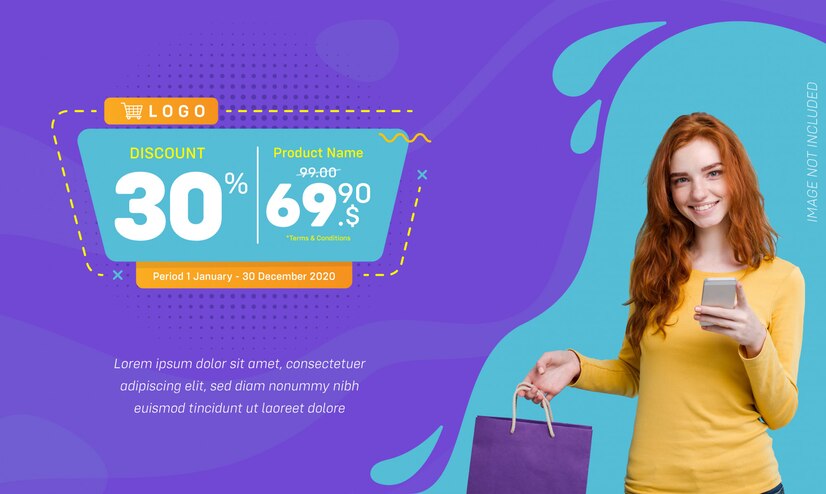 LOGO
DISCOUNT
30%
Product Name
99.00
69.90$
*Terms & Conditions
Period 1 January - 30 December 2020
Lorem ipsum dolor sit amet, consectetuer
adipiscing elit, sed diam nonummy nibh
euismod tincidunt ut laoreet dolore
IMAGE NOT INCLUDED